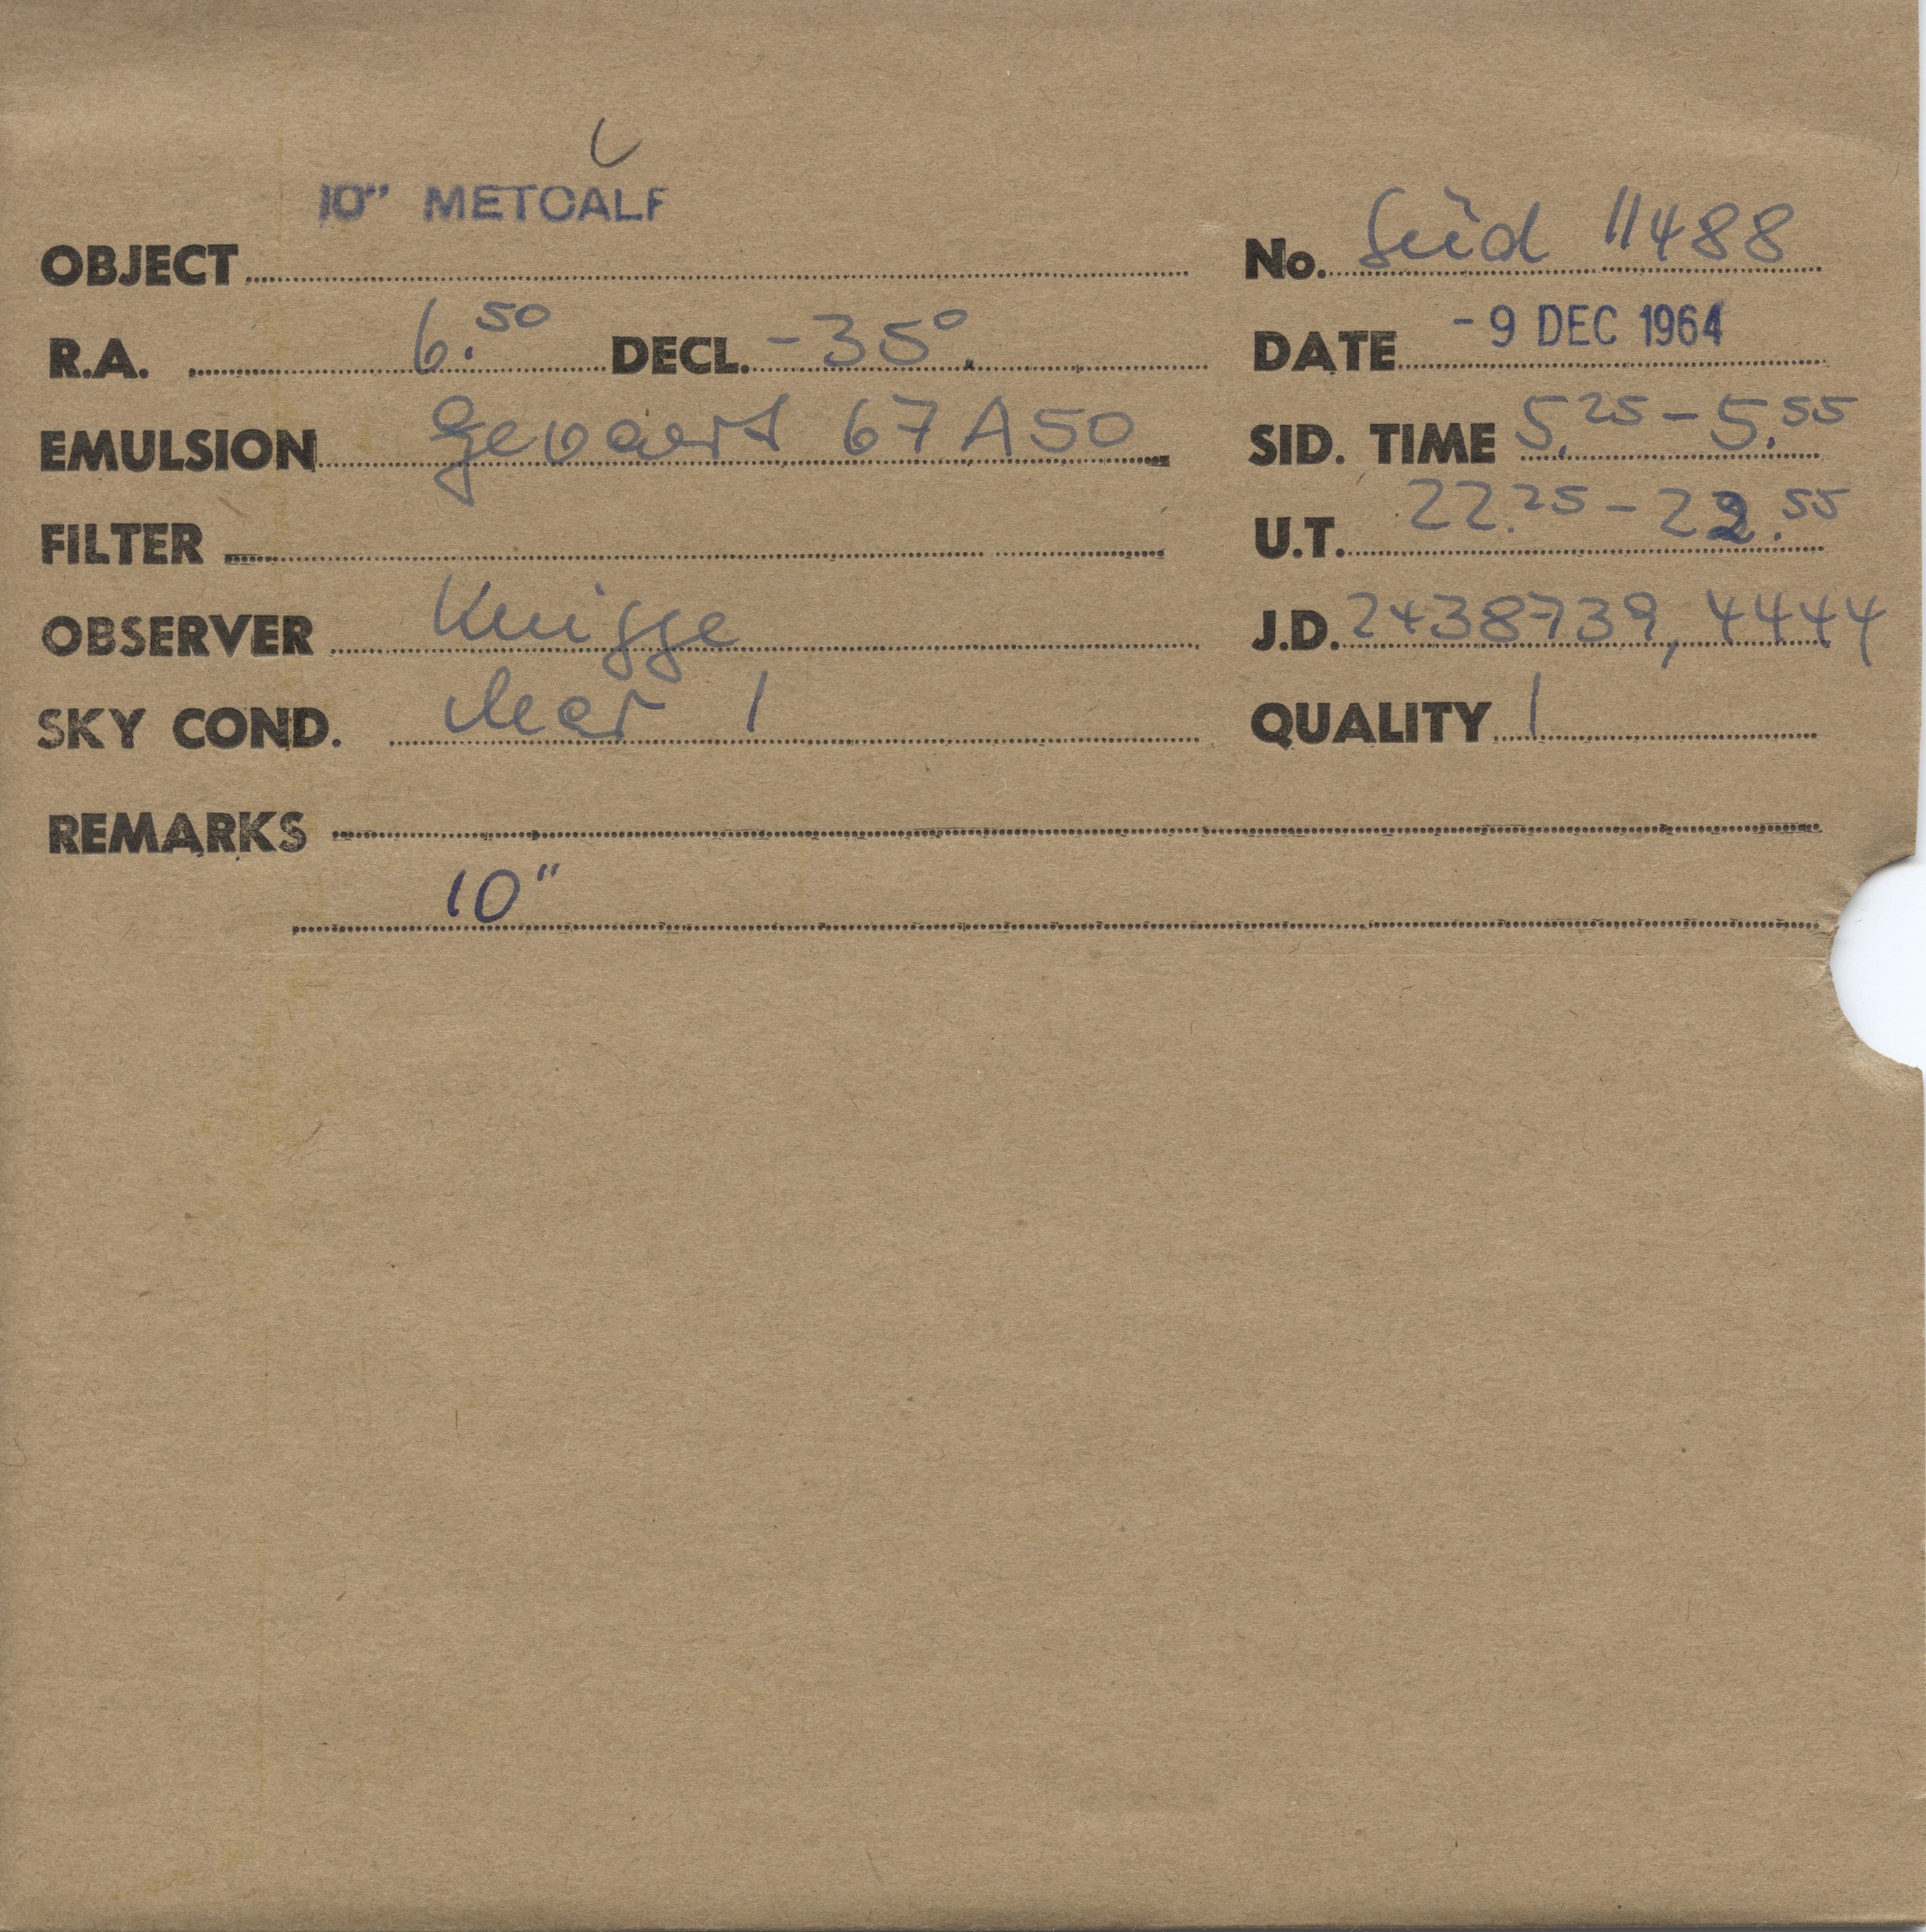 10" METCALF
OBJECT No. Süd 11488
R.A. 6.50 DECL. -35° DATE -9 DEC 1964
EMULSION Gevaert 67A50 SID. TIME 5.25 - 5.55
FILTER U.T. 22.25 - 22.55
OBSERVER Knigge J.D. 2438739,4444
SKY COND. clear 1 QUALITY 1
REMARKS
10"